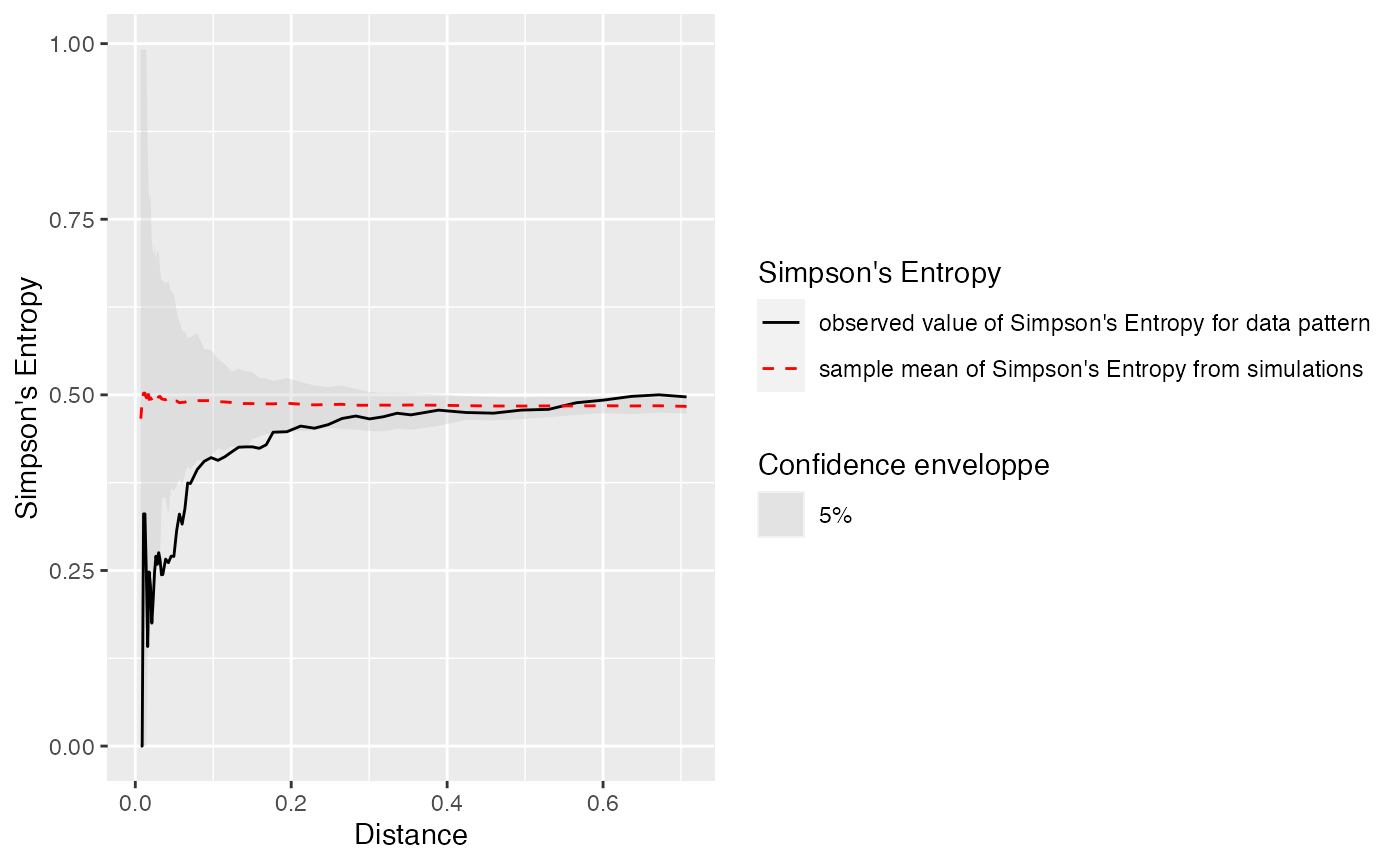 1.00
0.75
0.50
0.25
0.00
Simpson's Entropy
0.0
0.2
0.4
0.6
Distance
Simpson's Entropy
observed value of Simpson's Entropy for data pattern
sample mean of Simpson's Entropy from simulations
Confidence enveloppe
5%